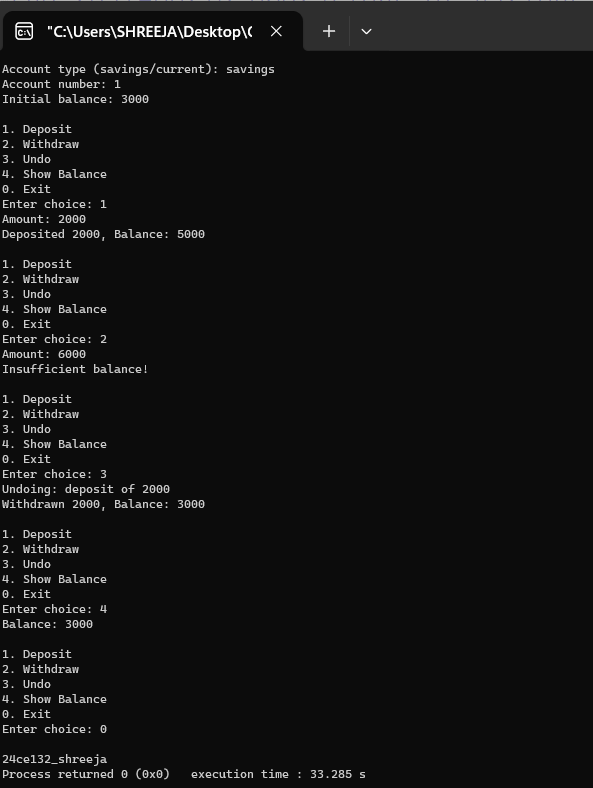 "C:\Users\SHREEJA\Desktop\C
Account type (savings/current): savings
Account number: 1
Initial balance: 3000
1. Deposit
2. Withdraw
3. Undo
4. Show Balance
0. Exit
Enter choice: 1
Amount: 2000
Deposited 2000, Balance: 5000
1. Deposit
2. Withdraw
3. Undo
4. Show Balance
0. Exit
Enter choice: 2
Amount: 6000
Insufficient balance!
1. Deposit
2. Withdraw
3. Undo
4. Show Balance
0. Exit
Enter choice: 3
Undoing: deposit of 2000
Withdrawn 2000, Balance: 3000
1. Deposit
2. Withdraw
3. Undo
4. Show Balance
0. Exit
Enter choice: 4
Balance: 3000
1. Deposit
2. Withdraw
3. Undo
4. Show Balance
0. Exit
Enter choice: 0
24ce132_shreeja
Process returned 0 (0x0)   execution time : 33.285 s